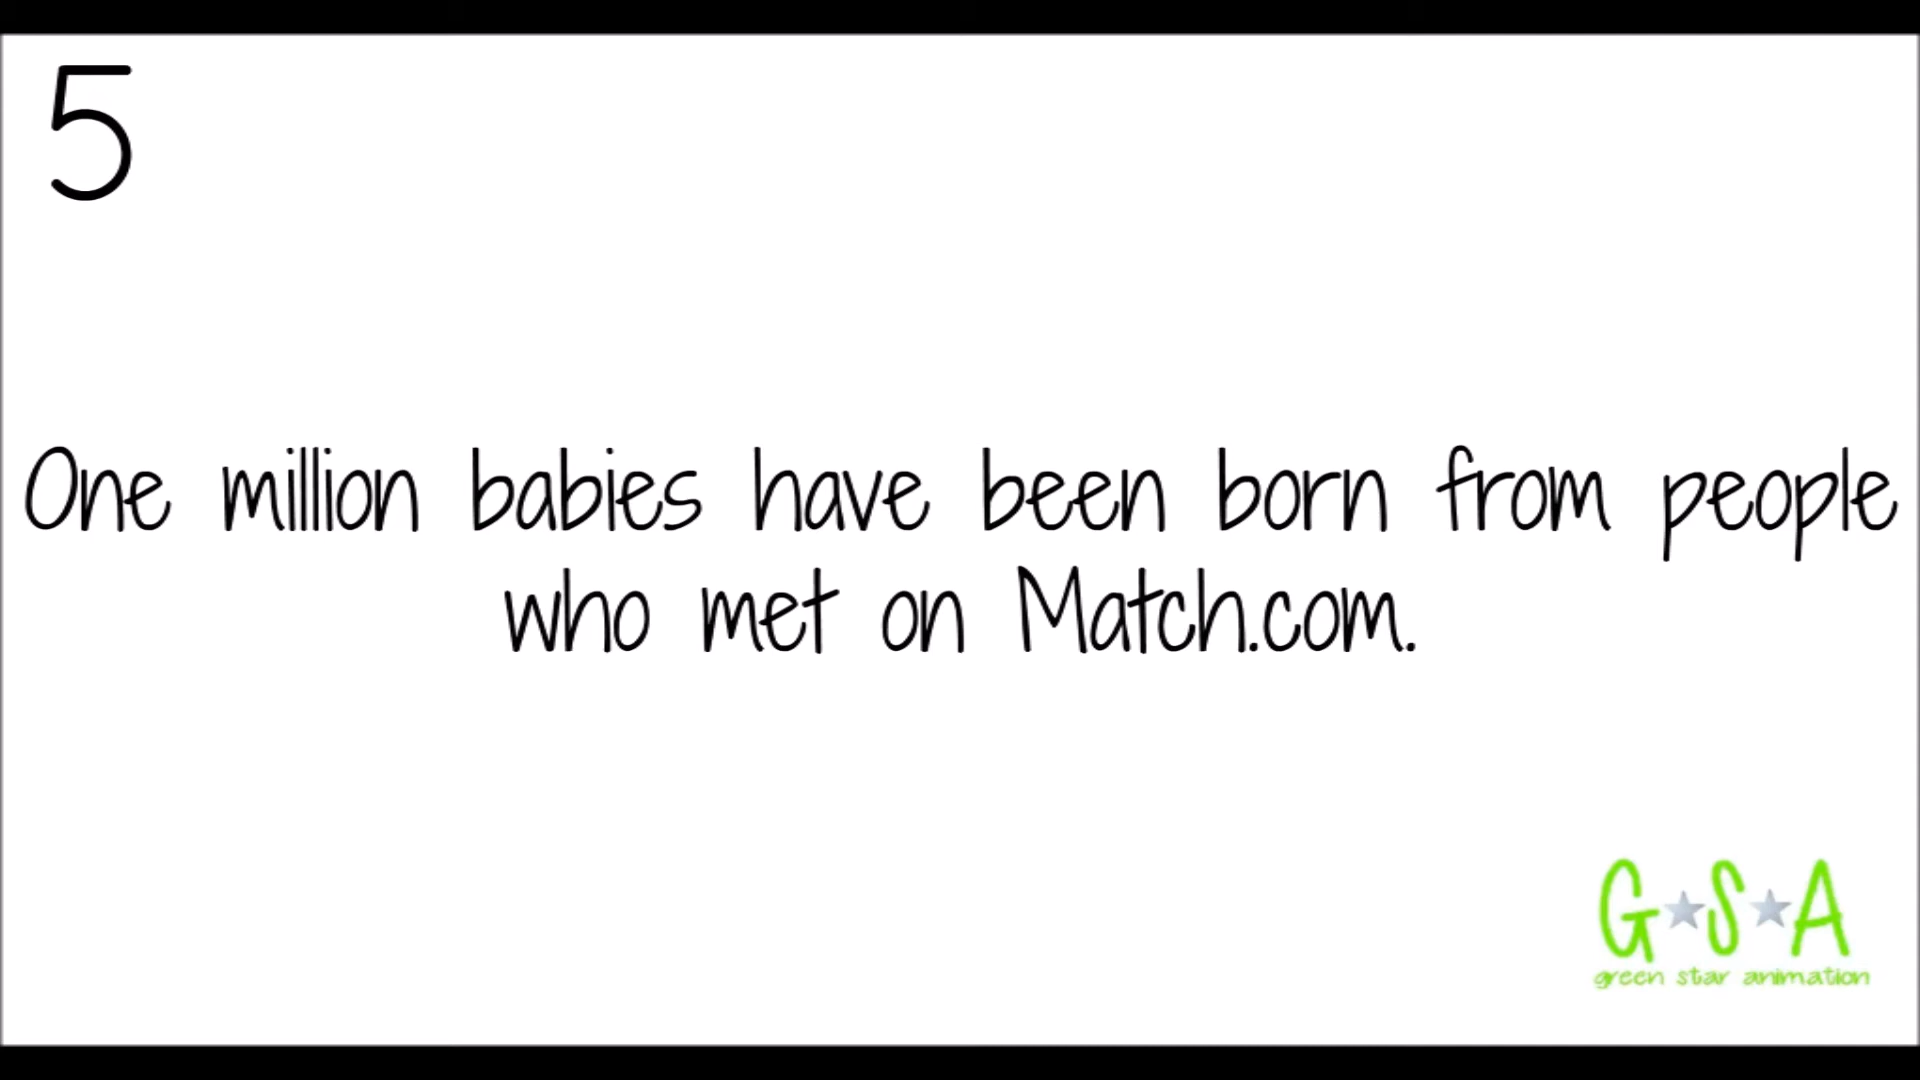 5
One million babies have been born from people
who met on Match.com.
G★S★A
green star animation